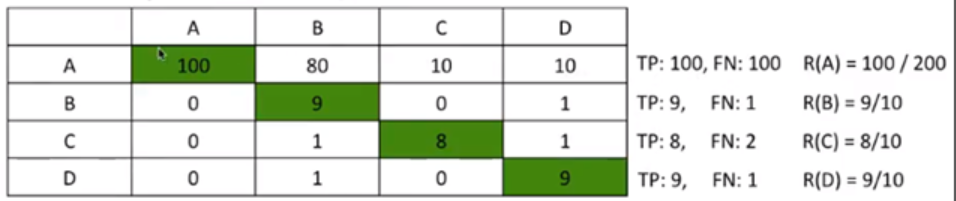 A B C D
A 100 80 10 10 TP: 100, FN: 100 R(A) = 100 / 200
B 0 9 0 1 TP: 9, FN: 1 R(B) = 9/10
C 0 1 8 1 TP: 8, FN: 2 R(C) = 8/10
D 0 1 0 9 TP: 9, FN: 1 R(D) = 9/10